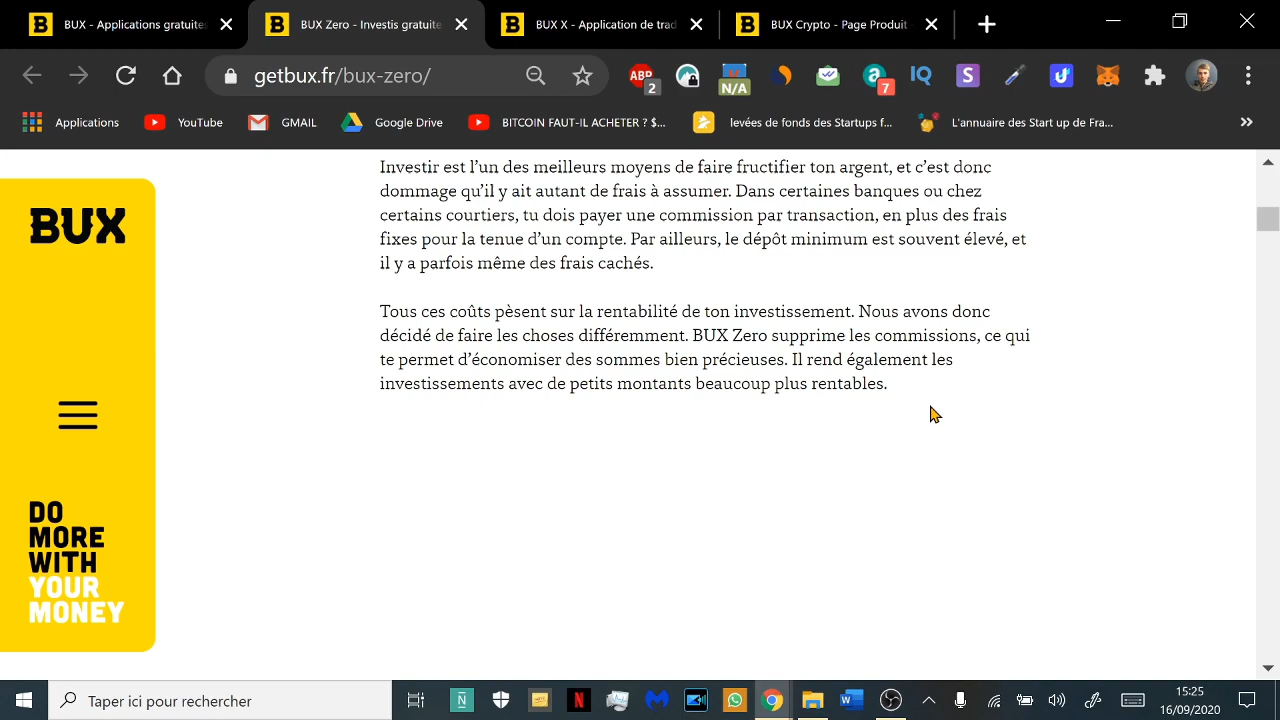 BUX - Applications gratuite
BUX Zero - Investis gratuite
BUX X - Application de trad
BUX Crypto - Page Produit
getbux.fr/bux-zero/
ABP
2
N/A
7
IQ
S
Applications
YouTube
GMAIL
Google Drive
BITCOIN FAUT-IL ACHETER ? $...
levées de fonds des Startups f...
L'annuaire des Start up de Fra...
Investir est l’un des meilleurs moyens de faire fructifier ton argent, et c’est donc
dommage qu’il y ait autant de frais à assumer. Dans certaines banques ou chez
certains courtiers, tu dois payer une commission par transaction, en plus des frais
fixes pour la tenue d’un compte. Par ailleurs, le dépôt minimum est souvent élevé, et
il y a parfois même des frais cachés.
Tous ces coûts pèsent sur la rentabilité de ton investissement. Nous avons donc
décidé de faire les choses différemment. BUX Zero supprime les commissions, ce qui
te permet d’économiser des sommes bien précieuses. Il rend également les
investissements avec de petits montants beaucoup plus rentables.
BUX
DO
MORE
WITH
YOUR
MONEY
Taper ici pour rechercher
15:25
16/09/2020